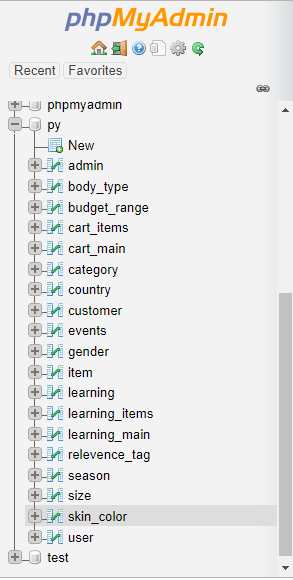 phpMyAdmin
Recent Favorites
phpmyadmin
py
New
admin
body_type
budget_range
cart_items
cart_main
category
country
customer
events
gender
item
learning
learning_items
learning_main
relevence_tag
season
size
skin_color
user
test